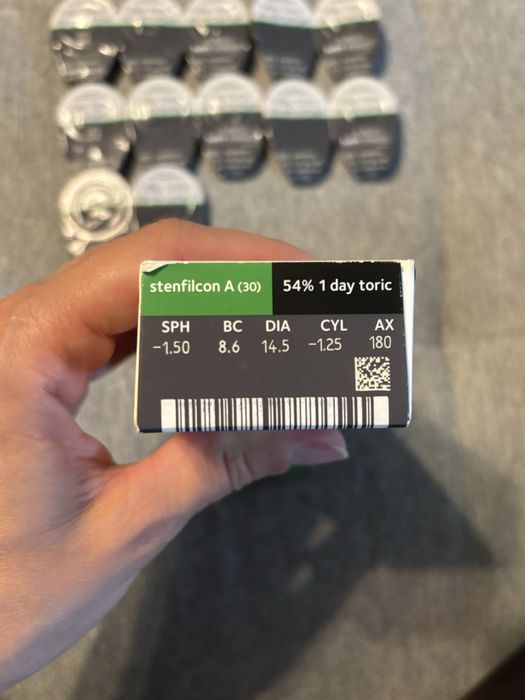 stenfilcon A (30) 54% 1 day toric
SPH BC DIA CYL AX
-1.50 8.6 14.5 -1.25 180